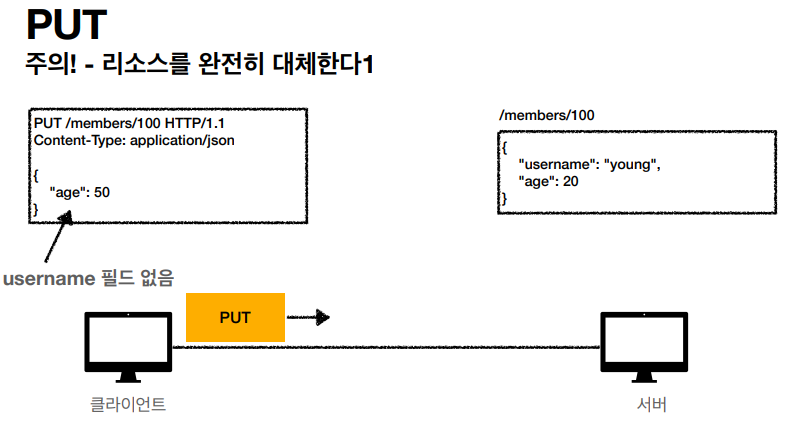 PUT
주의! - 리소스를 완전히 대체한다1
PUT /members/100 HTTP/1.1
Content-Type: application/json
{
"age": 50
}
username 필드 없음
/members/100
{
"username": "young",
"age": 20
}
PUT
클라이언트
서버